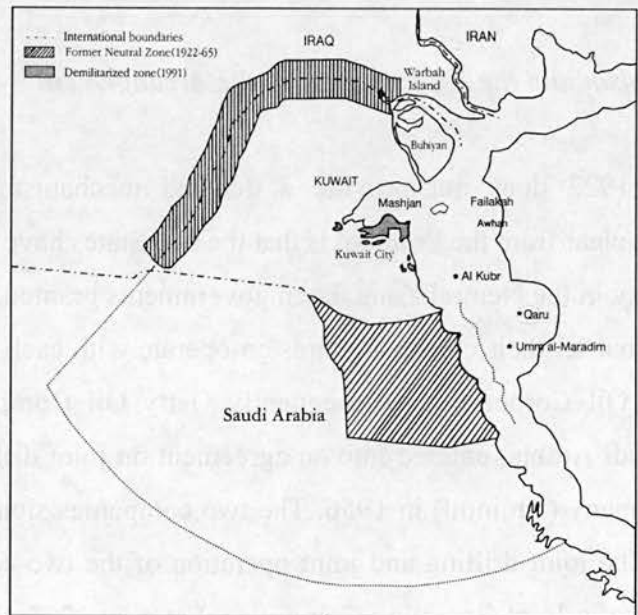 International boundaries
Former Neutral Zone(1922-65)
Demilitarized zone(1991)
IRAQ
IRAN
Warbah
Island
Buhiyan
KUWAIT
Mashjan
Failakah
Awhan
Kuwait City
Al Kubr
Qaru
Umm al-Maradim
Saudi Arabia